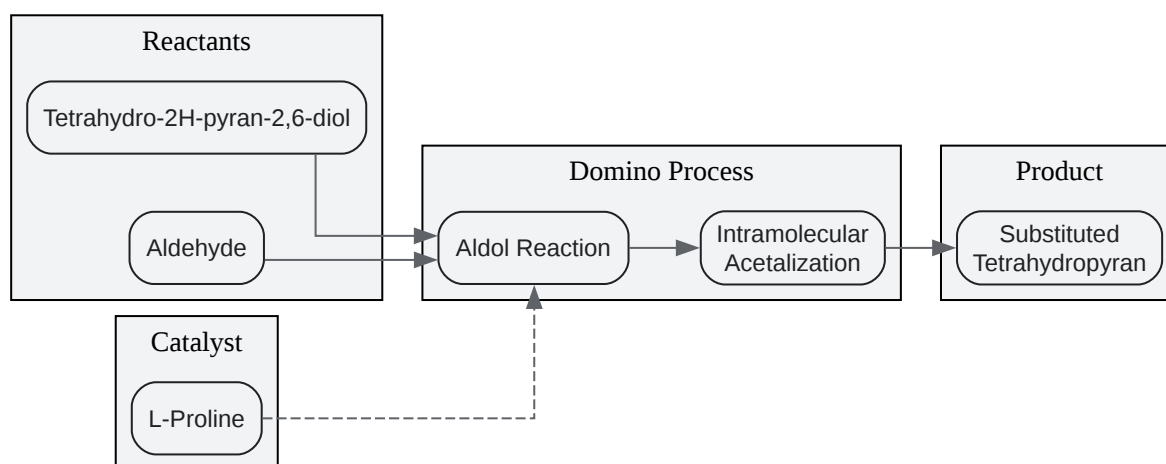 Reactants
Tetrahydro-2H-pyran-2,6-diol
Aldehyde
Catalyst
L-Proline
Domino Process
Aldol Reaction
Intramolecular
Acetalization
Product
Substituted
Tetrahydropyran